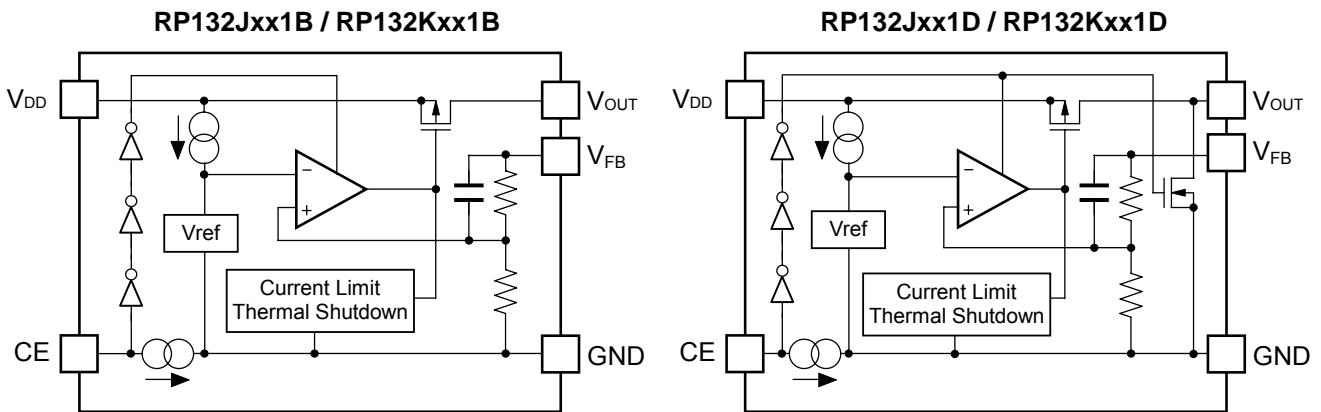 RP132Jxx1B / RP132Kxx1B
VDD
VOUT
VFB
−
+
Vref
Current Limit
Thermal Shutdown
CE
GND
RP132Jxx1D / RP132Kxx1D
VDD
VOUT
VFB
−
+
Vref
Current Limit
Thermal Shutdown
CE
GND